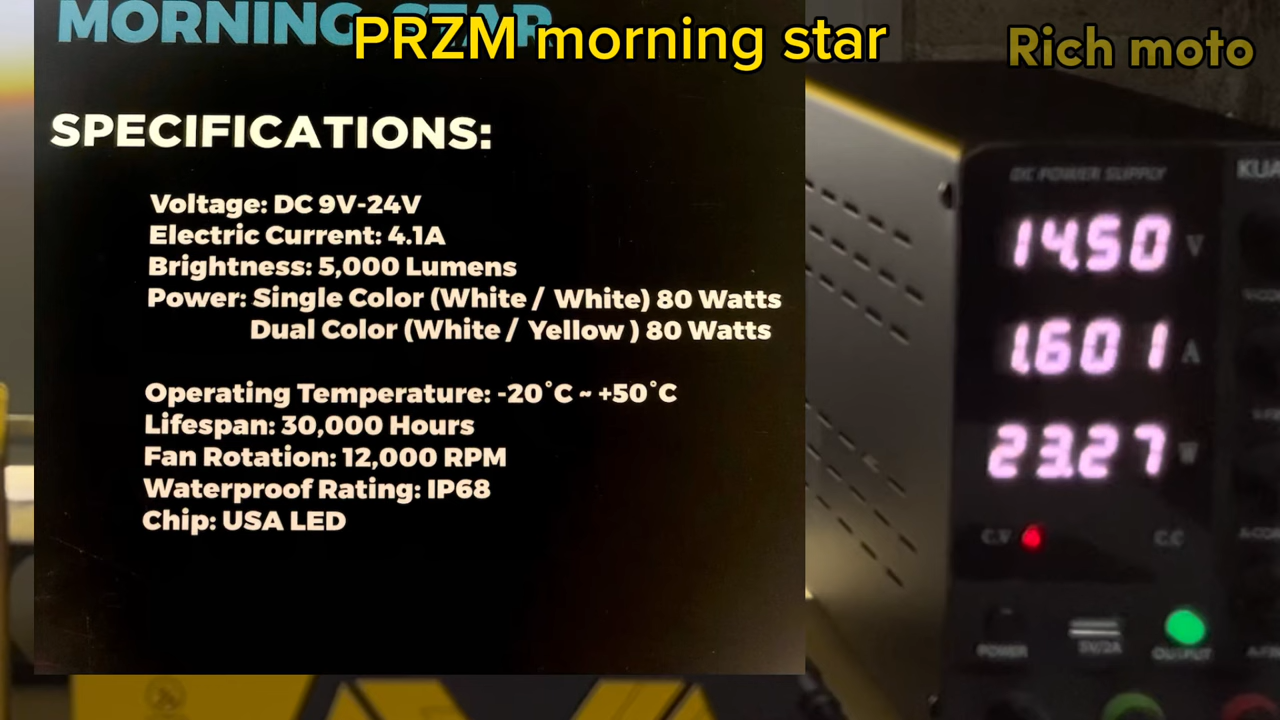 MORNING STAR
PRZM morning star
Rich moto
SPECIFICATIONS:
Voltage: DC 9V-24V
Electric Current: 4.1A
Brightness: 5,000 Lumens
Power: Single Color (White / White) 80 Watts
Dual Color (White / Yellow ) 80 Watts
Operating Temperature: -20°C ~ +50°C
Lifespan: 30,000 Hours
Fan Rotation: 12,000 RPM
Waterproof Rating: IP68
Chip: USA LED
DC POWER SUPPLY
KUA
14.50 V
1.601 A
23.27 W
C.V C.C
POWER 5V/2A OUTPUT